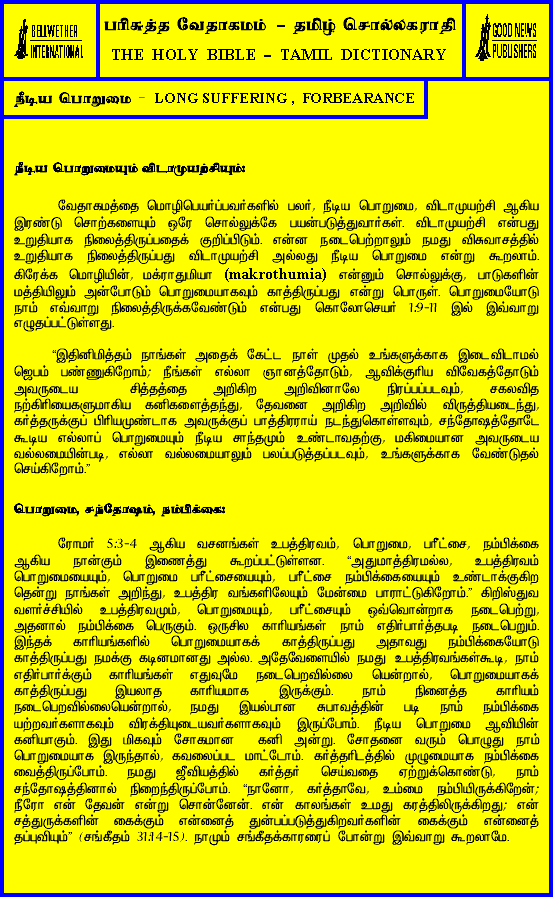 BELLWETHER
INTERNATIONAL
பரிசுத்த வேதாகமம் – தமிழ் சொல்லகராதி
THE HOLY BIBLE – TAMIL DICTIONARY
GOOD NEWS
PUBLISHERS
நீடிய பொறுமை – LONG SUFFERING , FORBEARANCE
நீடிய பொறுமையும் விடாமுயற்சியும்:
வேதாகமத்தை மொழிபெயர்ப்பவர்களில் பலர், நீடிய பொறுமை, விடாமுயற்சி ஆகிய
இரண்டு சொற்களையும் ஒரே சொல்லுக்கே பயன்படுத்துவார்கள். விடாமுயற்சி என்பது
உறுதியாக நிலைத்திருப்பதைக் குறிப்பிடும். என்ன நடைபெற்றாலும் நமது விசுவாசத்தில்
உறுதியாக நிலைத்திருப்பது விடாமுயற்சி அல்லது நீடிய பொறுமை என்று கூறலாம்.
கிரேக்க மொழியின், மக்ராதுமியா (makrothumia) என்னும் சொல்லுக்கு, பாடுகளின்
மத்தியிலும் அன்போடும் பொறுமையாகவும் காத்திருப்பது என்று பொருள். பொறுமையோடு
நாம் எவ்வாறு நிலைத்திருக்கவேண்டும் என்பது கொலோசெயர் 1:9-11 இல் இவ்வாறு
எழுதப்பட்டுள்ளது.
“இதினிமித்தம் நாங்கள் அதைக் கேட்ட நாள் முதல் உங்களுக்காக இடைவிடாமல்
ஜெபம் பண்ணுகிறோம்; நீங்கள் எல்லா ஞானத்தோடும், ஆவிக்குரிய விவேகத்தோடும்
அவருடைய சித்தத்தை அறிகிற அறிவினாலே நிரப்பப்படவும், சகலவித
நற்கிரியைகளுமாகிய கனிகளைத்தந்து, தேவனை அறிகிற அறிவில் விருத்தியடைந்து,
கர்த்தருக்குப் பிரியமுண்டாக அவருக்குப் பாத்திரராய் நடந்துகொள்ளவும், சந்தோஷத்தோடே
கூடிய எல்லாப் பொறுமையும் நீடிய சாந்தமும் உண்டாவதற்கு, மகிமையான அவருடைய
வல்லமையின்படி, எல்லா வல்லமையாலும் பலப்படுத்தப்படவும், உங்களுக்காக வேண்டுதல்
செய்கிறோம்.”
பொறுமை, சந்தோஷம், நம்பிக்கை:
ரோமர் 5:3-4 ஆகிய வசனங்கள் உபத்திரவம், பொறுமை, பரீட்சை, நம்பிக்கை
ஆகிய நான்கும் இணைத்து கூறப்பட்டுள்ளன. “அதுமாத்திரமல்ல, உபத்திரவம்
பொறுமையையும், பொறுமை பரீட்சையையும், பரீட்சை நம்பிக்கையையும் உண்டாக்குகிற
தென்று நாங்கள் அறிந்து, உபத்திர வங்களிலேயும் மேன்மை பாராட்டுகிறோம்.” கிறிஸ்துவ
வளர்ச்சியில் உபத்திரவமும், பொறுமையும், பரீட்சையும் ஒவ்வொன்றாக நடைபெற்று,
அதனால் நம்பிக்கை பெருகும். ஒருசில காரியங்கள் நாம் எதிர்பார்த்தபடி நடைபெறும்.
இந்தக் காரியங்களில் பொறுமையாகக் காத்திருப்பது அதாவது நம்பிக்கையோடு
காத்திருப்பது நமக்கு கடினமானது அல்ல. அதேவேளையில் நமது உபத்திரவங்கள்கூடி, நாம்
எதிர்பார்க்கும் காரியங்கள் எதுவுமே நடைபெறவில்லை யென்றால், பொறுமையாகக்
காத்திருப்பது இயலாத காரியமாக இருக்கும். நாம் நினைத்த காரியம்
நடைபெறவில்லையென்றால், நமது இயல்பான சுபாவத்தின் படி நாம் நம்பிக்கை
யற்றவர்களாகவும் விரக்தியுடையவர்களாகவும் இருப்போம். நீடிய பொறுமை ஆவியின்
கனியாகும். இது மிகவும் சோகமான கனி அன்று. சோதனை வரும் பொழுது நாம்
பொறுமையாக இருந்தால், கவலைப்பட மாட்டோம். கர்த்தரிடத்தில் முழுமையாக நம்பிக்கை
வைத்திருப்போம். நமது ஜீவியத்தில் கர்த்தர் செய்வதை ஏற்றுக்கொண்டு, நாம்
சந்தோஷத்தினால் நிறைந்திருப்போம். “நானோ, கர்த்தாவே, உம்மை நம்பியிருக்கிறேன்;
நீரே என் தேவன் என்று சொன்னேன். என் காலங்கள் உமது கரத்திலிருக்கிறது; என்
சத்துருக்களின் கைக்கும் என்னைத் துன்பப்படுத்துகிறவர்களின் கைக்கும் என்னைத்
தப்புவியும்” (சங்கீதம் 31:14-15). நாமும் சங்கீதக்காரரைப் போன்று இவ்வாறு கூறலாமே.